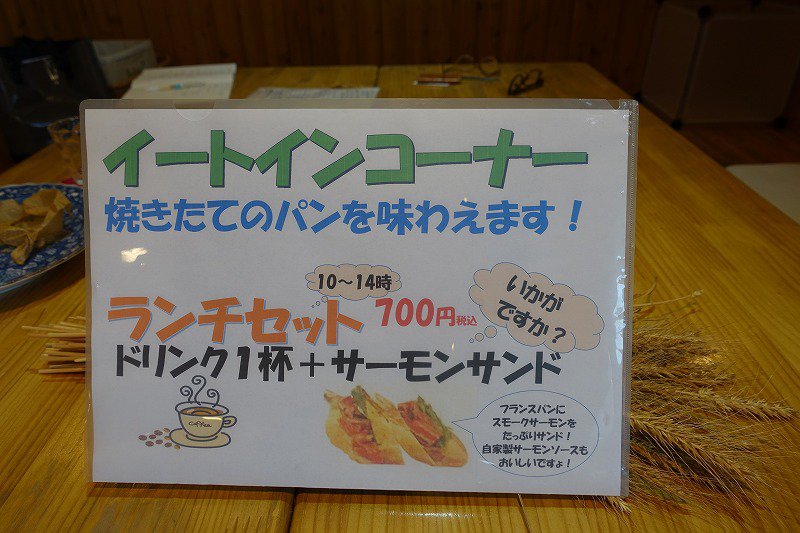 イートインコーナー
焼きたてのパンを味わえます！
10～14時
ランチセット 700円税込
いかが
ですか？
ドリンク1杯＋サーモンサンド
coffee
フランスパンに
スモークサーモンを
たっぷりサンド！
自家製サーモンソースも
おいしいですょ！